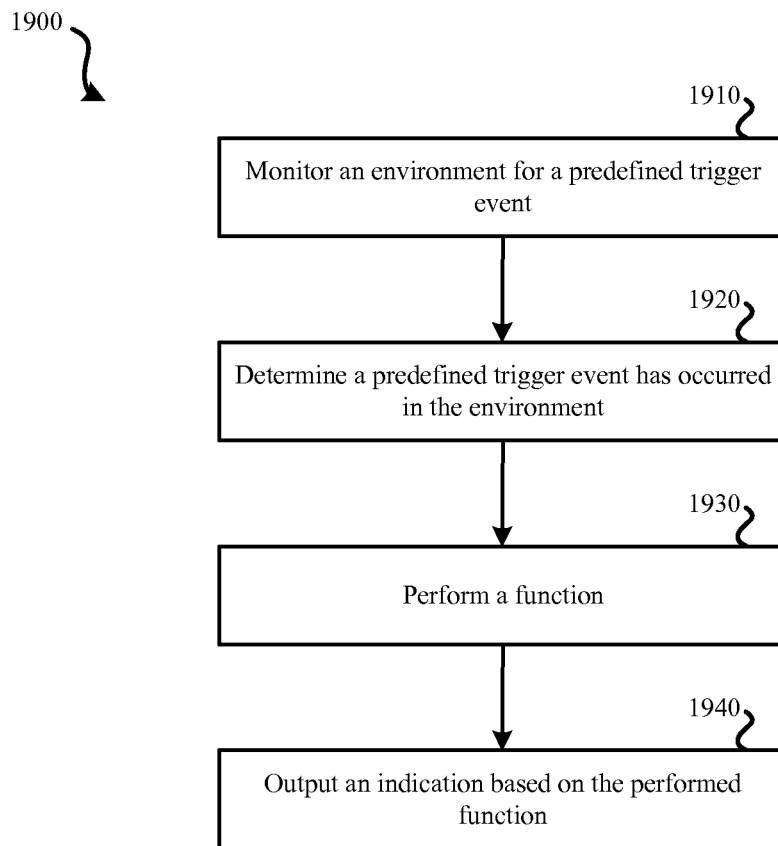 1900
1910
Monitor an environment for a predefined trigger
event
1920
Determine a predefined trigger event has occurred
in the environment
1930
Perform a function
1940
Output an indication based on the performed
function